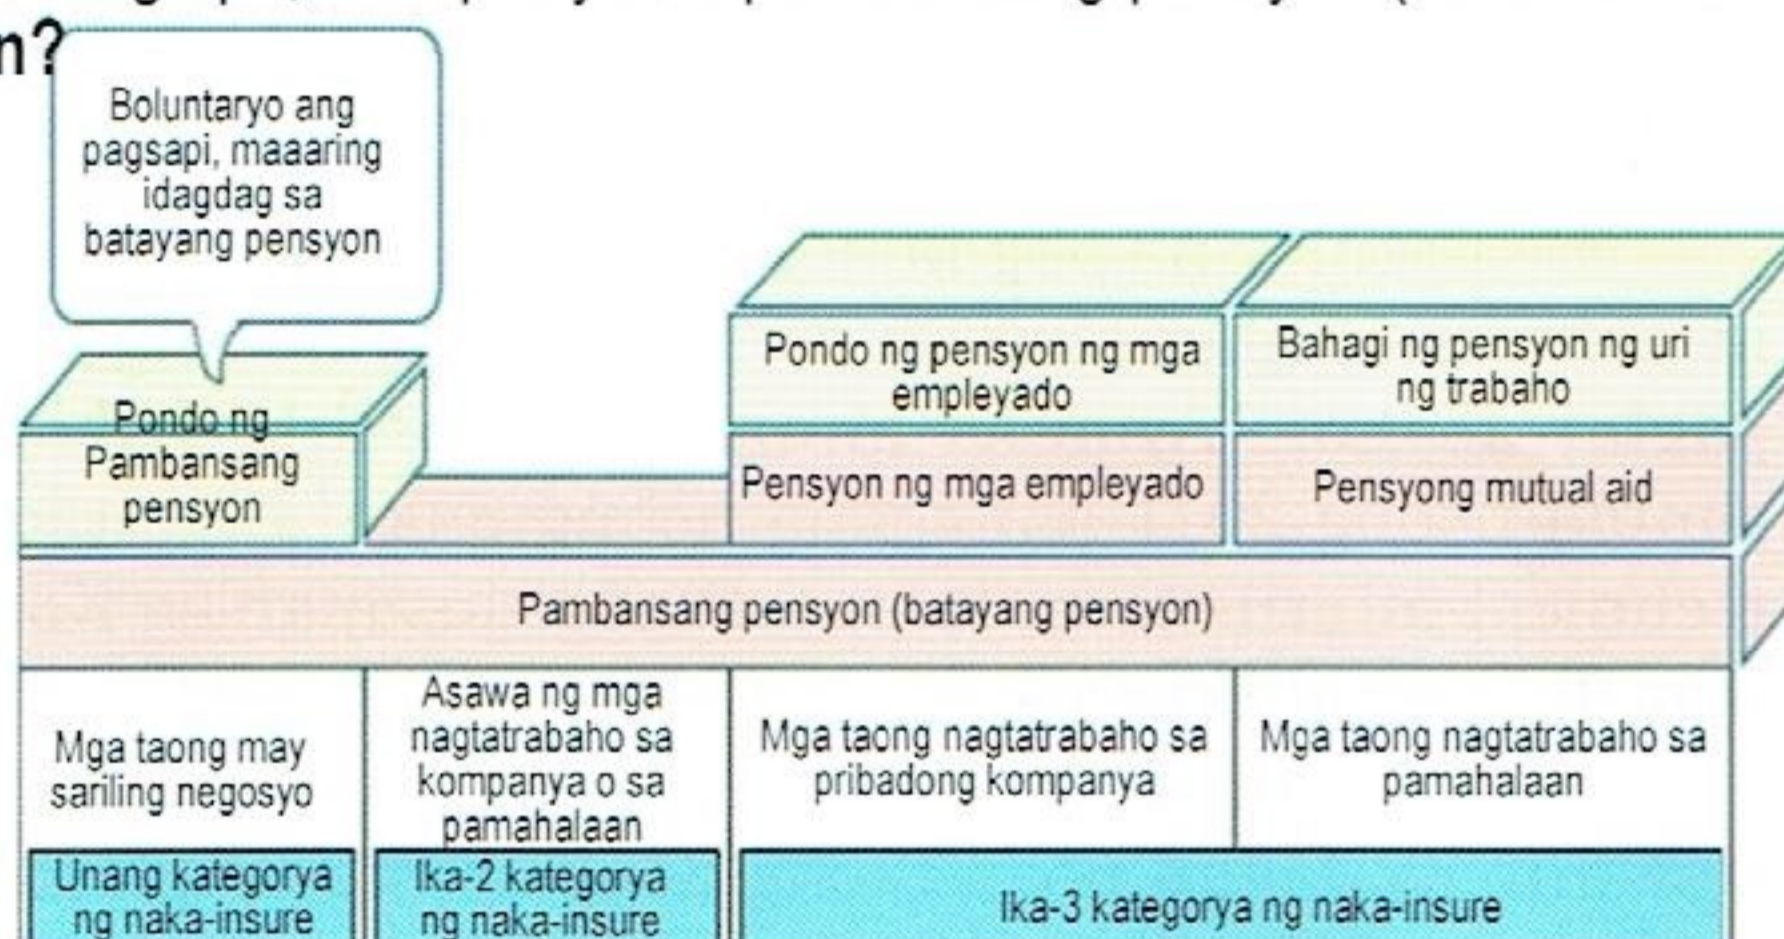 n?
Boluntaryo ang
pagsapi, maaaring
idagdag sa
batayang pensyon
Pondo ng
Pambansang
pensyon
Pondo ng pensyon ng mga
empleyado
Bahagi ng pensyon ng uri
ng trabaho
Pensyon ng mga empleyado
Pensyong mutual aid
Pambansang pensyon (batayang pensyon)
Mga taong may
sariling negosyo
Asawa ng mga
nagtatrabaho sa
kompanya o sa
pamahalaan
Mga taong nagtatrabaho sa
pribadong kompanya
Mga taong nagtatrabaho sa
pamahalaan
Unang kategorya
ng naka-insure
Ika-2 kategorya
ng naka-insure
Ika-3 kategorya ng naka-insure